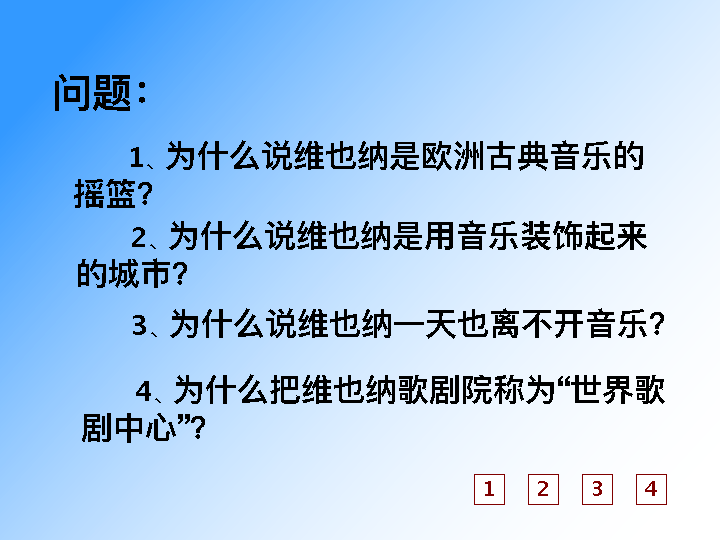 问题：
1、为什么说维也纳是欧洲古典音乐的
摇篮？
2、为什么说维也纳是用音乐装饰起来
的城市？
3、为什么说维也纳一天也离不开音乐？
4、为什么把维也纳歌剧院称为“世界歌
剧中心”？
1 2 3 4